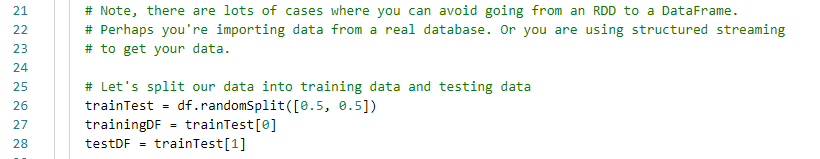 21 # Note, there are lots of cases where you can avoid going from an RDD to a DataFrame.
22 # Perhaps you're importing data from a real database. Or you are using structured streaming
23 # to get your data.
24
25 # Let's split our data into training data and testing data
26 trainTest = df.randomSplit([0.5, 0.5])
27 trainingDF = trainTest[0]
28 testDF = trainTest[1]